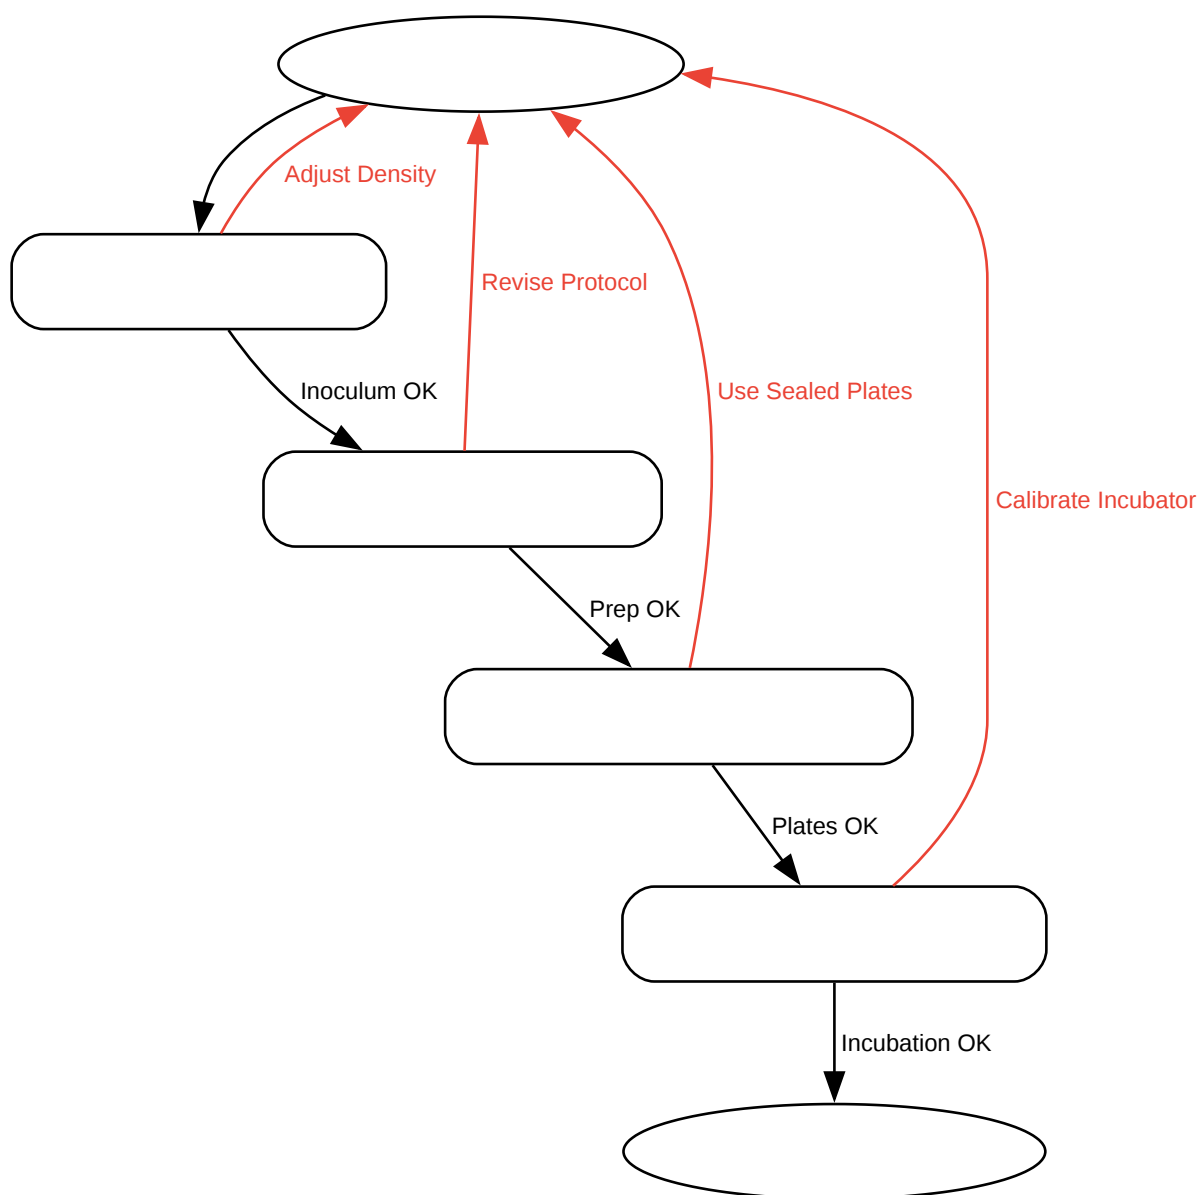 Adjust Density
Revise Protocol
Inoculum OK
Use Sealed Plates
Calibrate Incubator
Prep OK
Plates OK
Incubation OK